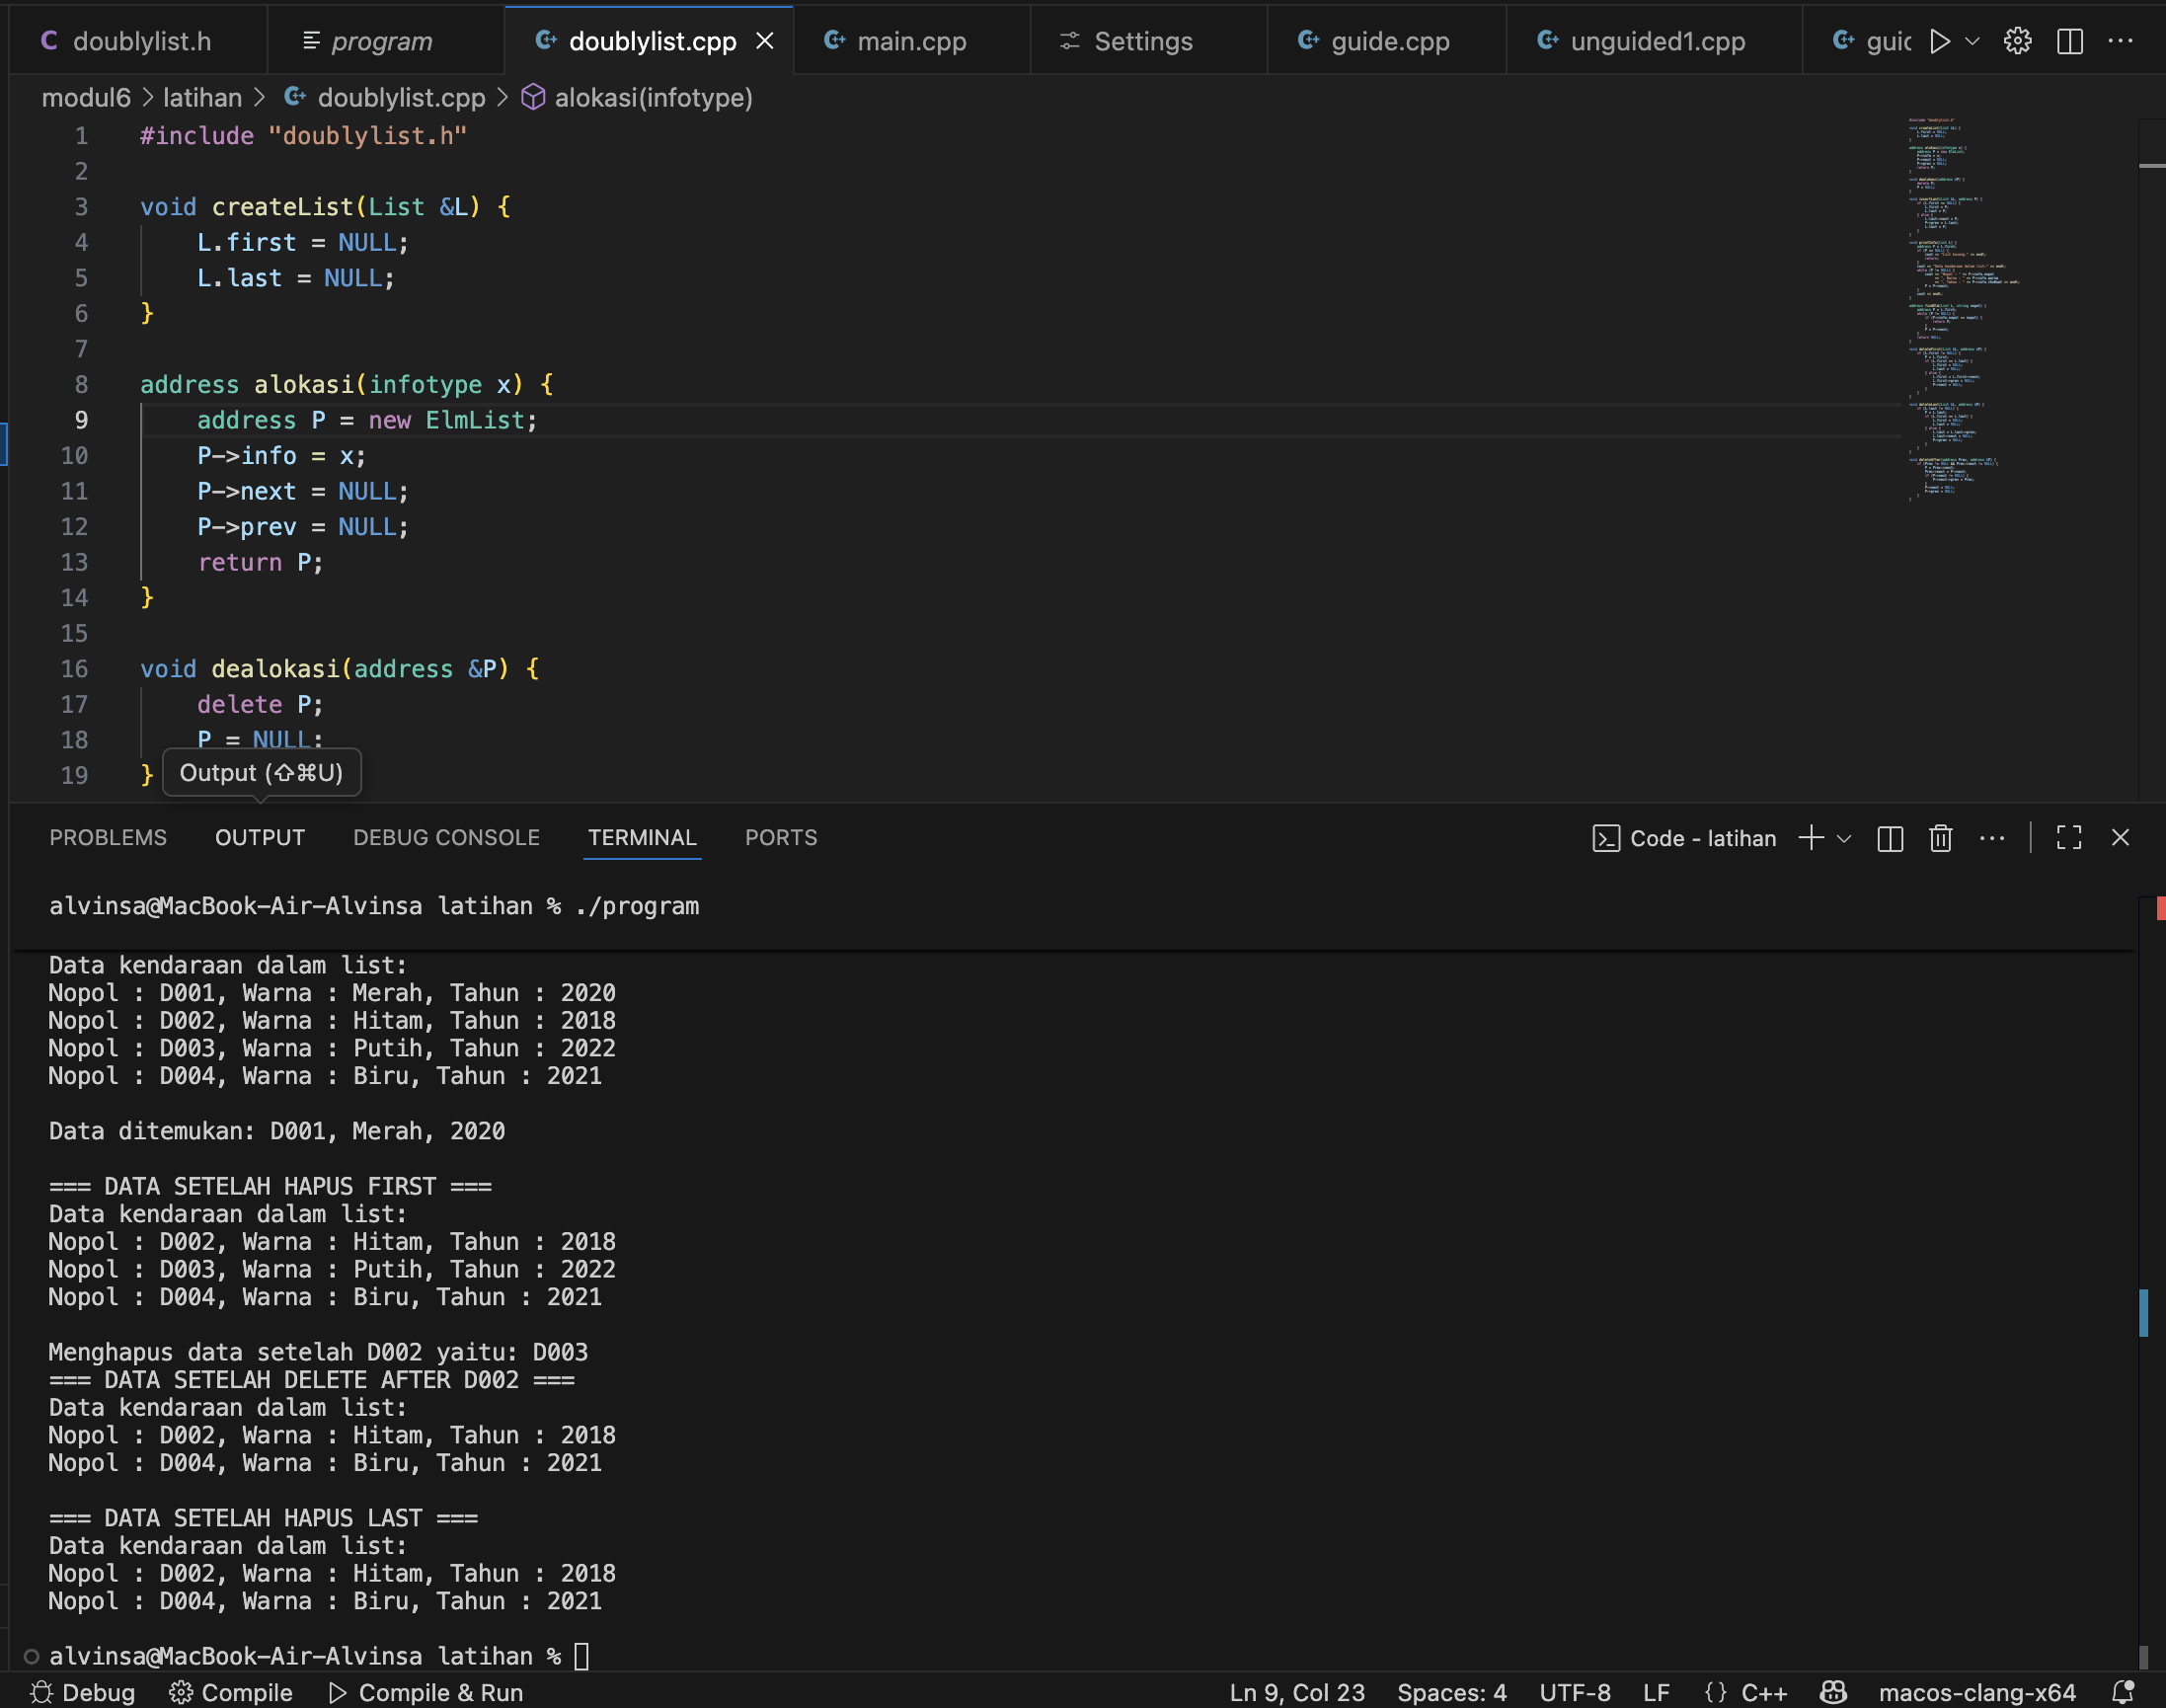 doublylist.h program doublylist.cpp main.cpp Settings guide.cpp unguided1.cpp guic
modul6 > latihan > doublylist.cpp > alokasi(infotype)
1 #include "doublylist.h"
2
3 void createList(List &L) {
4 L.first = NULL;
5 L.last = NULL;
6 }
7
8 address alokasi(infotype x) {
9 address P = new ElmList;
10 P->info = x;
11 P->next = NULL;
12 P->prev = NULL;
13 return P;
14 }
15
16 void dealokasi(address &P) {
17 delete P;
18 P = NULL;
19 }
Output (⇧⌘U)
PROBLEMS OUTPUT DEBUG CONSOLE TERMINAL PORTS Code - latihan
alvinsa@MacBook-Air-Alvinsa latihan % ./program
Data kendaraan dalam list:
Nopol : D001, Warna : Merah, Tahun : 2020
Nopol : D002, Warna : Hitam, Tahun : 2018
Nopol : D003, Warna : Putih, Tahun : 2022
Nopol : D004, Warna : Biru, Tahun : 2021
Data ditemukan: D001, Merah, 2020
=== DATA SETELAH HAPUS FIRST ===
Data kendaraan dalam list:
Nopol : D002, Warna : Hitam, Tahun : 2018
Nopol : D003, Warna : Putih, Tahun : 2022
Nopol : D004, Warna : Biru, Tahun : 2021
Menghapus data setelah D002 yaitu: D003
=== DATA SETELAH DELETE AFTER D002 ===
Data kendaraan dalam list:
Nopol : D002, Warna : Hitam, Tahun : 2018
Nopol : D004, Warna : Biru, Tahun : 2021
=== DATA SETELAH HAPUS LAST ===
Data kendaraan dalam list:
Nopol : D002, Warna : Hitam, Tahun : 2018
Nopol : D004, Warna : Biru, Tahun : 2021
alvinsa@MacBook-Air-Alvinsa latihan %
Debug Compile Compile & Run Ln 9, Col 23 Spaces: 4 UTF-8 LF {} C++ macos-clang-x64